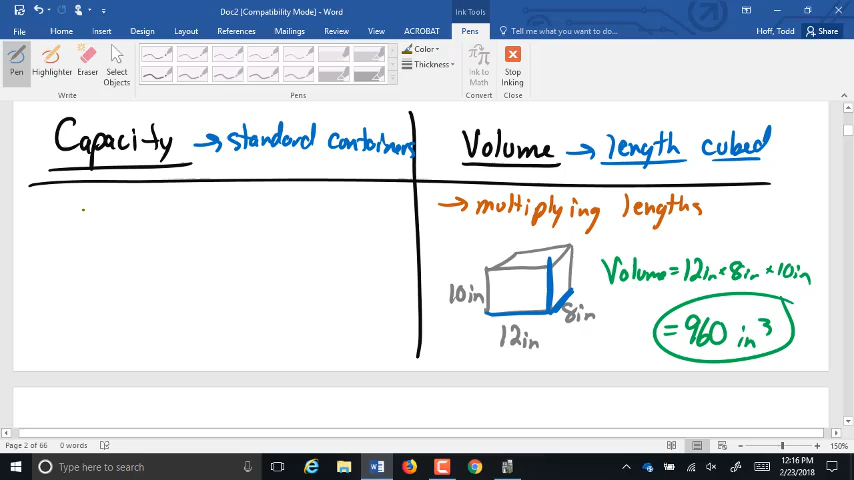 Doc2 [Compatibility Mode] - Word
Ink Tools
Hoff, Todd
File
Home
Insert
Design
Layout
References
Mailings
Review
View
ACROBAT
Pens
Tell me what you want to do...
Share
Pen
Highlighter
Eraser
Select Objects
Color
Thickness
Ink to Math
Stop Inking
Write
Pens
Convert
Close
Capacity → standard containers
Volume → length cubed
→ multiplying lengths
10in
8in
12in
Volume = 12in × 8in × 10in
= 960 in³
Page 2 of 66
0 words
150%
Type here to search
12:16 PM
2/23/2018